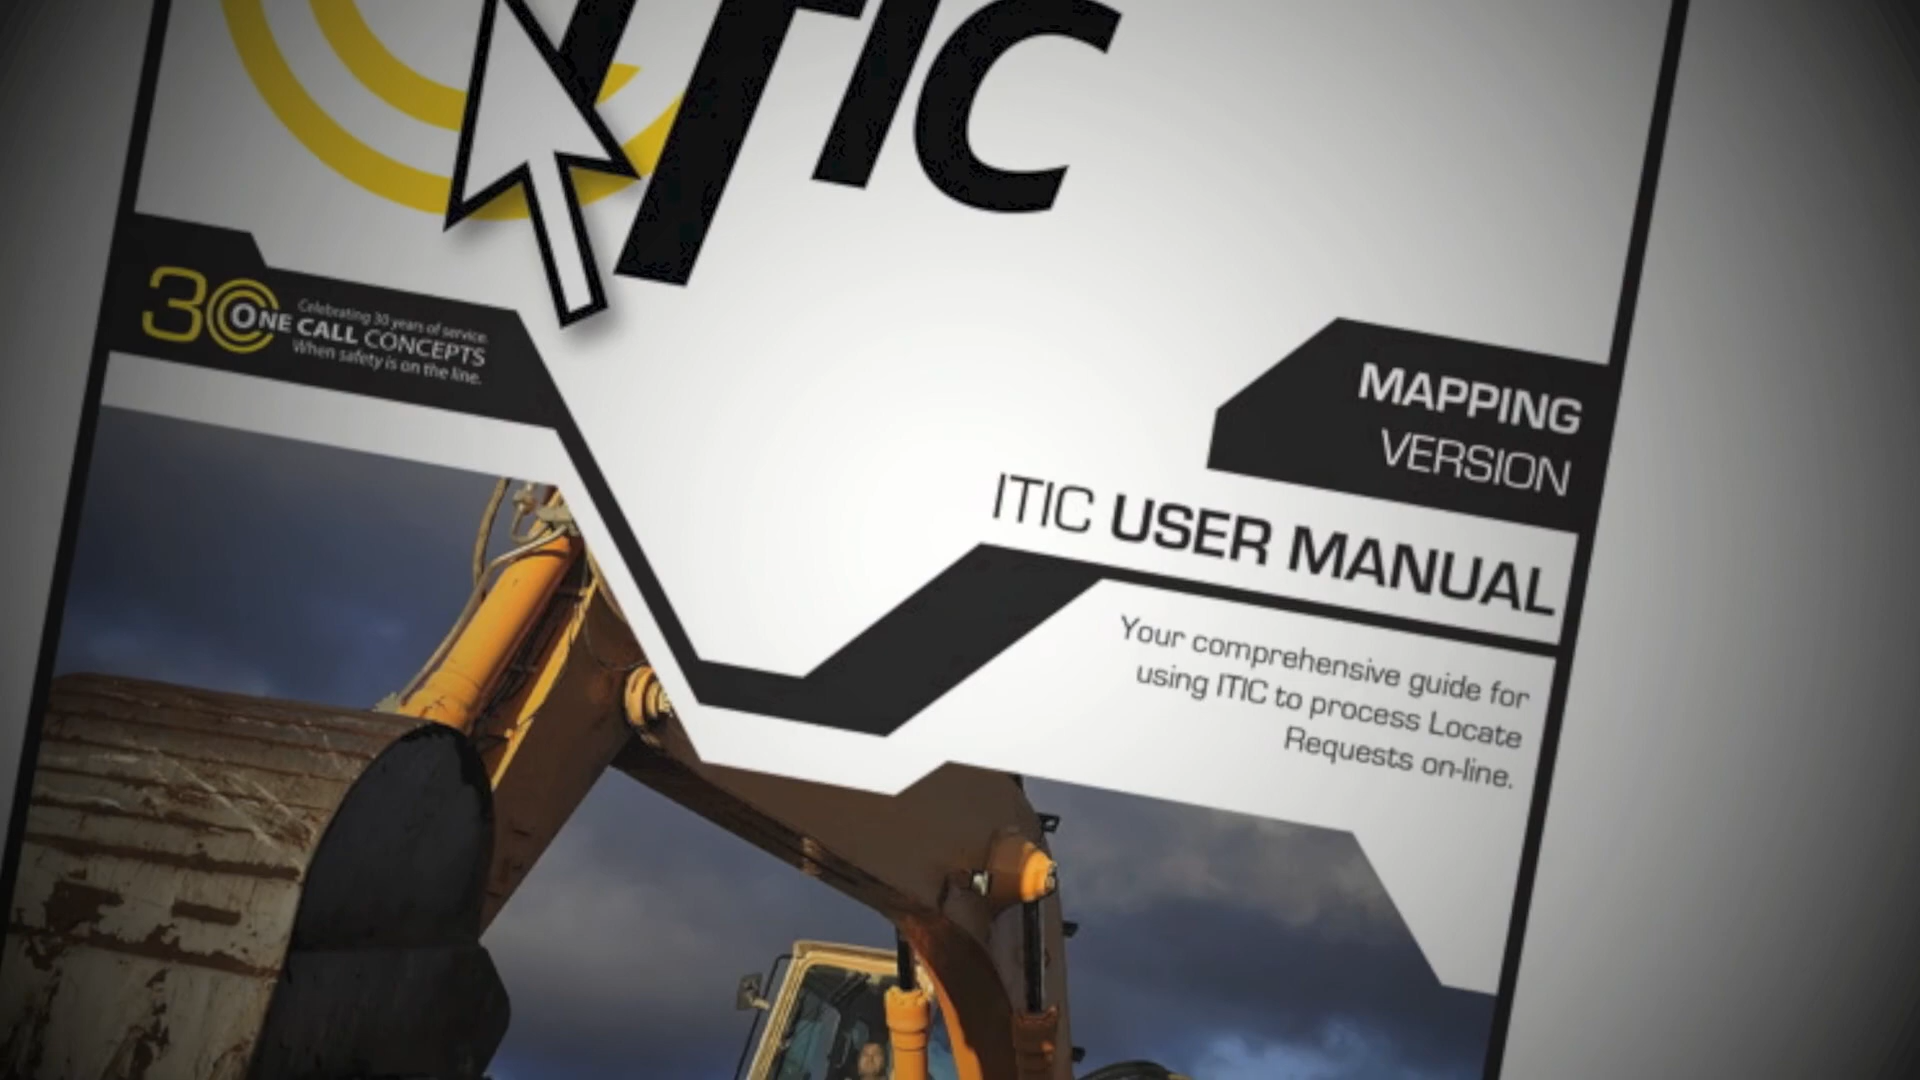 ITIC
30 Celebrating 30 years of service.
ONE CALL CONCEPTS
When safety is on the line.
MAPPING
VERSION
ITIC USER MANUAL
Your comprehensive guide for
using ITIC to process Locate
Requests on-line.